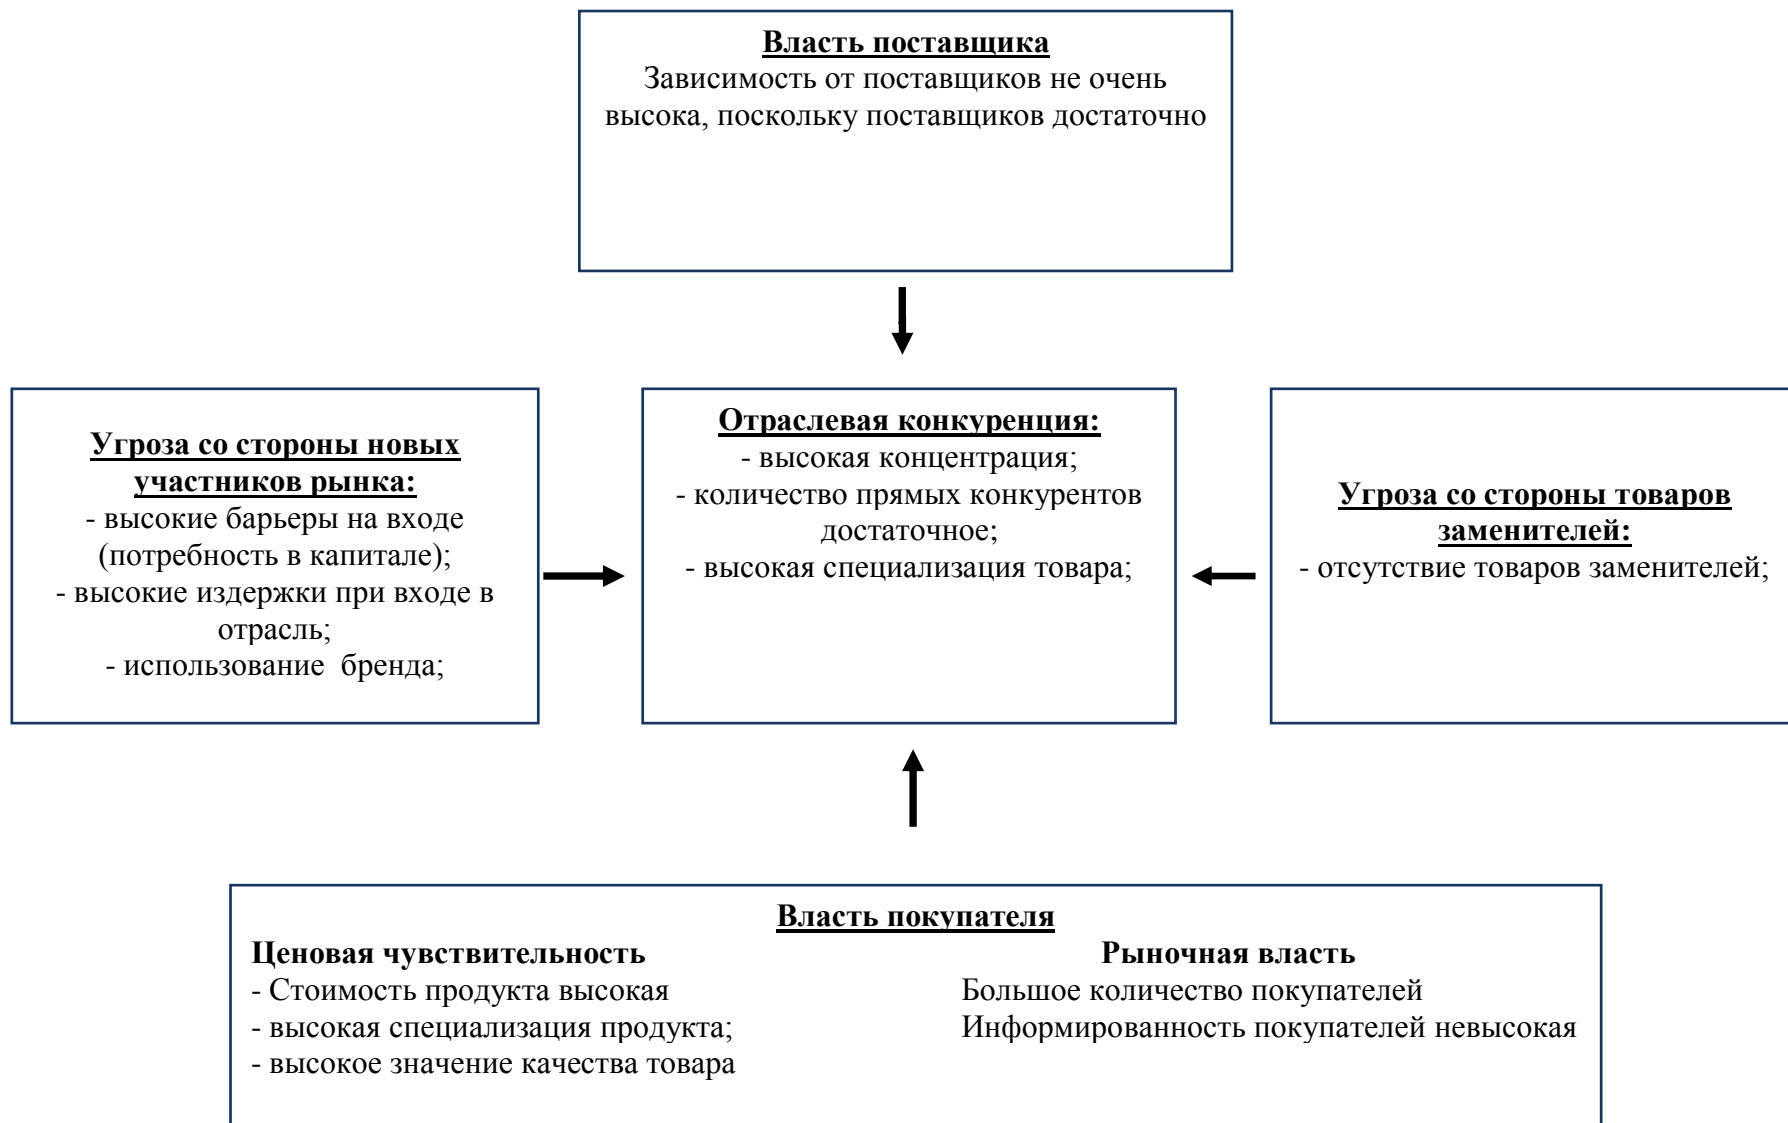 Власть поставщика
Зависимость от поставщиков не очень
высока, поскольку поставщиков достаточно
Угроза со стороны новых
участников рынка:
- высокие барьеры на входе
(потребность в капитале);
- высокие издержки при входе в
отрасль;
- использование бренда;
Отраслевая конкуренция:
- высокая концентрация;
- количество прямых конкурентов
достаточное;
- высокая специализация товара;
Угроза со стороны товаров
заменителей:
- отсутствие товаров заменителей;
Власть покупателя
Ценовая чувствительность
- Стоимость продукта высокая
- высокая специализация продукта;
- высокое значение качества товара
Рыночная власть
Большое количество покупателей
Информированность покупателей невысокая